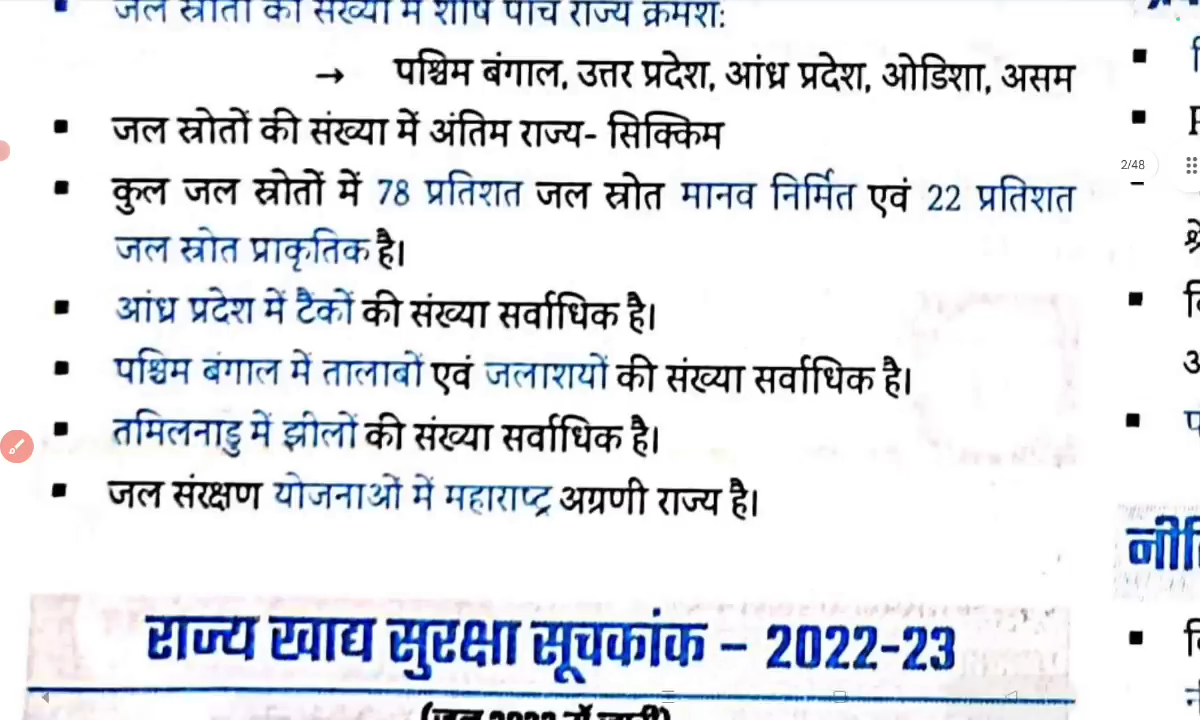 जल स्रोतों की संख्या में शीर्ष पांच राज्य क्रमशः
→ पश्चिम बंगाल, उत्तर प्रदेश, आंध्र प्रदेश, ओडिशा, असम
▪ जल स्रोतों की संख्या में अंतिम राज्य- सिक्किम
▪ कुल जल स्रोतों में 78 प्रतिशत जल स्रोत मानव निर्मित एवं 22 प्रतिशत
जल स्रोत प्राकृतिक है।
▪ आंध्र प्रदेश में टैंकों की संख्या सर्वाधिक है।
▪ पश्चिम बंगाल में तालाबों एवं जलाशयों की संख्या सर्वाधिक है।
▪ तमिलनाडु में झीलों की संख्या सर्वाधिक है।
▪ जल संरक्षण योजनाओं में महाराष्ट्र अग्रणी राज्य है।
राज्य खाद्य सुरक्षा सूचकांक – 2022-23
2/48